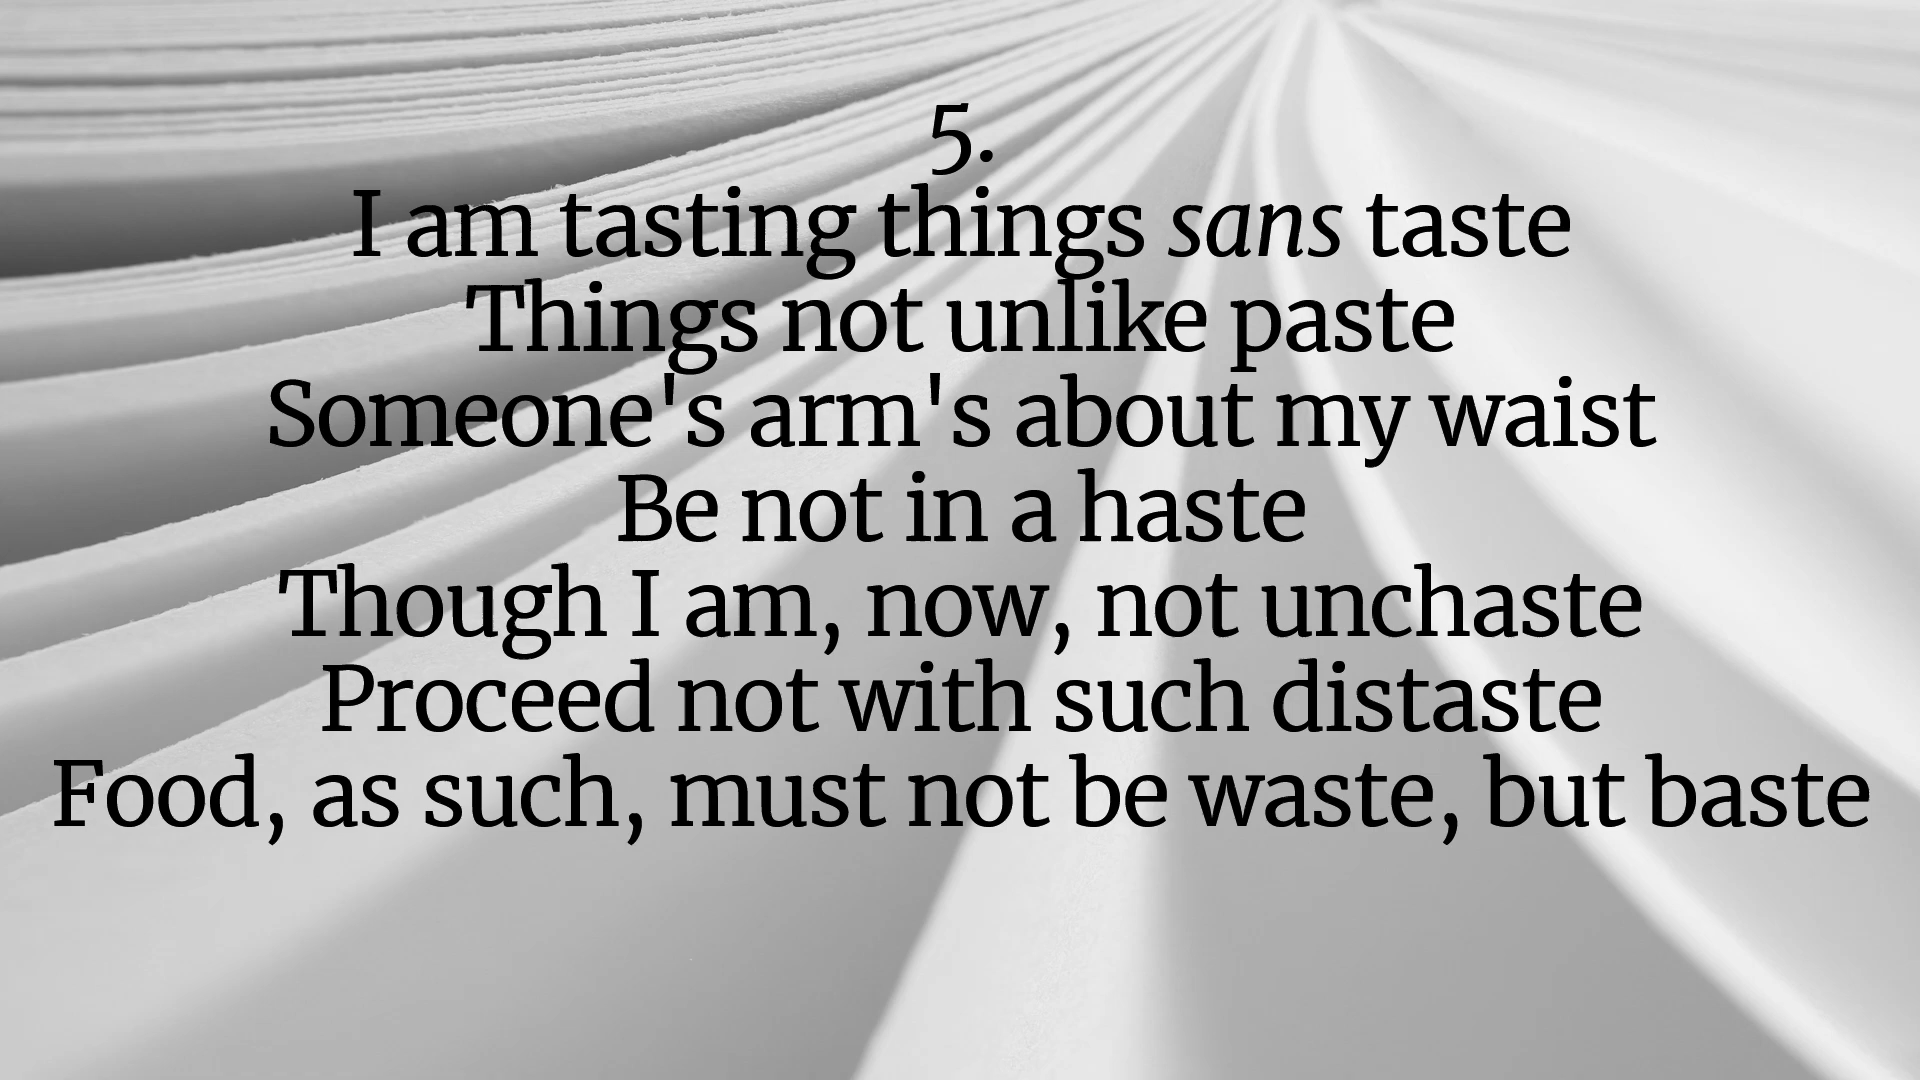 5.
I am tasting things sans taste
Things not unlike paste
Someone's arm's about my waist
Be not in a haste
Though I am, now, not unchaste
Proceed not with such distaste
Food, as such, must not be waste, but baste